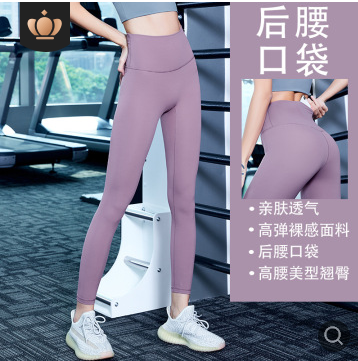 后腰
口袋
• 亲肤透气
• 高弹裸感面料
• 后腰口袋
• 高腰美型翘臀